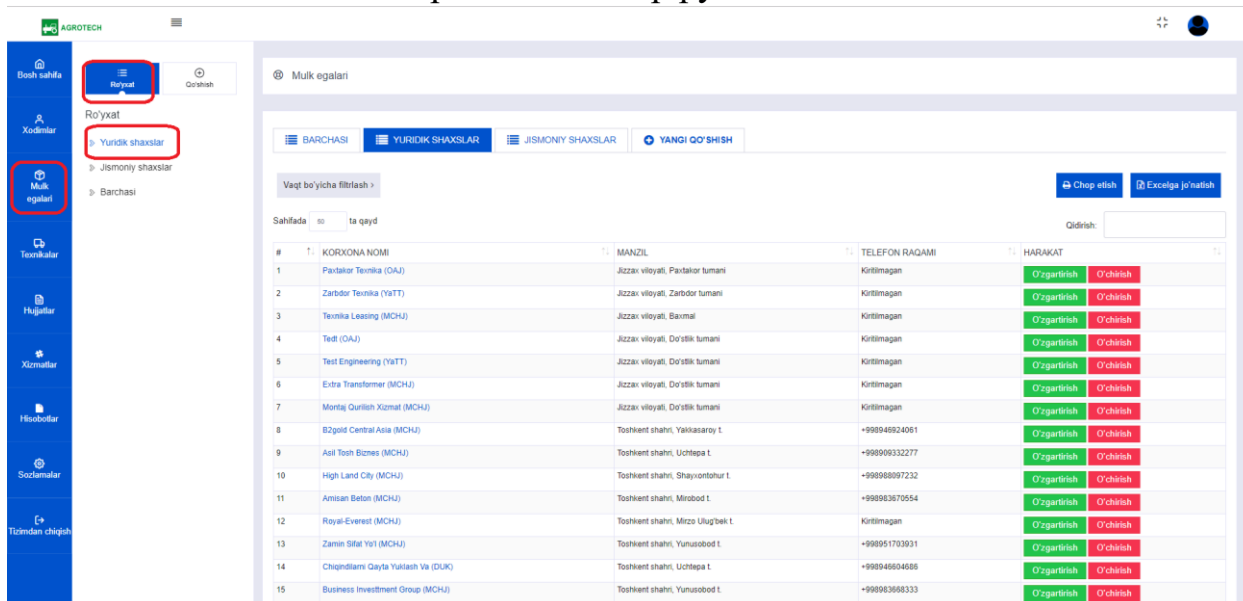 AGROTECH
Bosh sahifa
Xodimlar
Mulk egalari
Texnikalar
Hujjatlar
Xizmatlar
Hisobotlar
Sozlamalar
Tizimdan chiqish
Ro'yxat
Qo'shish
Ro'yxat
Yuridik shaxslar
Jismoniy shaxslar
Barchasi
Mulk egalari
BARCHASI YURIDIK SHAXSLAR JISMONIY SHAXSLAR YANGI QO'SHISH
Vaqt bo'yicha filtrlash > Chop etish Excelga jo'natish
Sahifada 50 ta qayd Qidirish:
# KORXONA NOMI MANZIL TELEFON RAQAMI HARAKAT
1 Paxtakor Texnika (OAJ) Jizzax viloyati, Paxtakor tumani Kiritilmagan O'zgartirish O'chirish
2 Zarbdor Texnika (YaTT) Jizzax viloyati, Zarbdor tumani Kiritilmagan O'zgartirish O'chirish
3 Texnika Leasing (MCHJ) Jizzax viloyati, Baxmal Kiritilmagan O'zgartirish O'chirish
4 Tedt (OAJ) Jizzax viloyati, Do'stlik tumani Kiritilmagan O'zgartirish O'chirish
5 Test Engineering (YaTT) Jizzax viloyati, Do'stlik tumani Kiritilmagan O'zgartirish O'chirish
6 Extra Transformer (MCHJ) Jizzax viloyati, Do'stlik tumani Kiritilmagan O'zgartirish O'chirish
7 Montaj Qurilish Xizmat (MCHJ) Jizzax viloyati, Do'stlik tumani Kiritilmagan O'zgartirish O'chirish
8 B2gold Central Asia (MCHJ) Toshkent shahri, Yakkasaroy t. +998946924061 O'zgartirish O'chirish
9 Asil Tosh Biznes (MCHJ) Toshkent shahri, Uchtepa t. +998909332277 O'zgartirish O'chirish
10 High Land City (MCHJ) Toshkent shahri, Shayxontohur t. +998988097232 O'zgartirish O'chirish
11 Amisan Beton (MCHJ) Toshkent shahri, Mirobod t. +998983670554 O'zgartirish O'chirish
12 Royal-Everest (MCHJ) Toshkent shahri, Mirzo Ulug'bek t. Kiritilmagan O'zgartirish O'chirish
13 Zamin Sifat Yo'l (MCHJ) Toshkent shahri, Yunusobod t. +998951703931 O'zgartirish O'chirish
14 Chiqindilarni Qayta Yuklash Va (DUK) Toshkent shahri, Uchtepa t. +998946604686 O'zgartirish O'chirish
15 Business Investtment Group (MCHJ) Toshkent shahri, Yunusobod t. +998983668333 O'zgartirish O'chirish